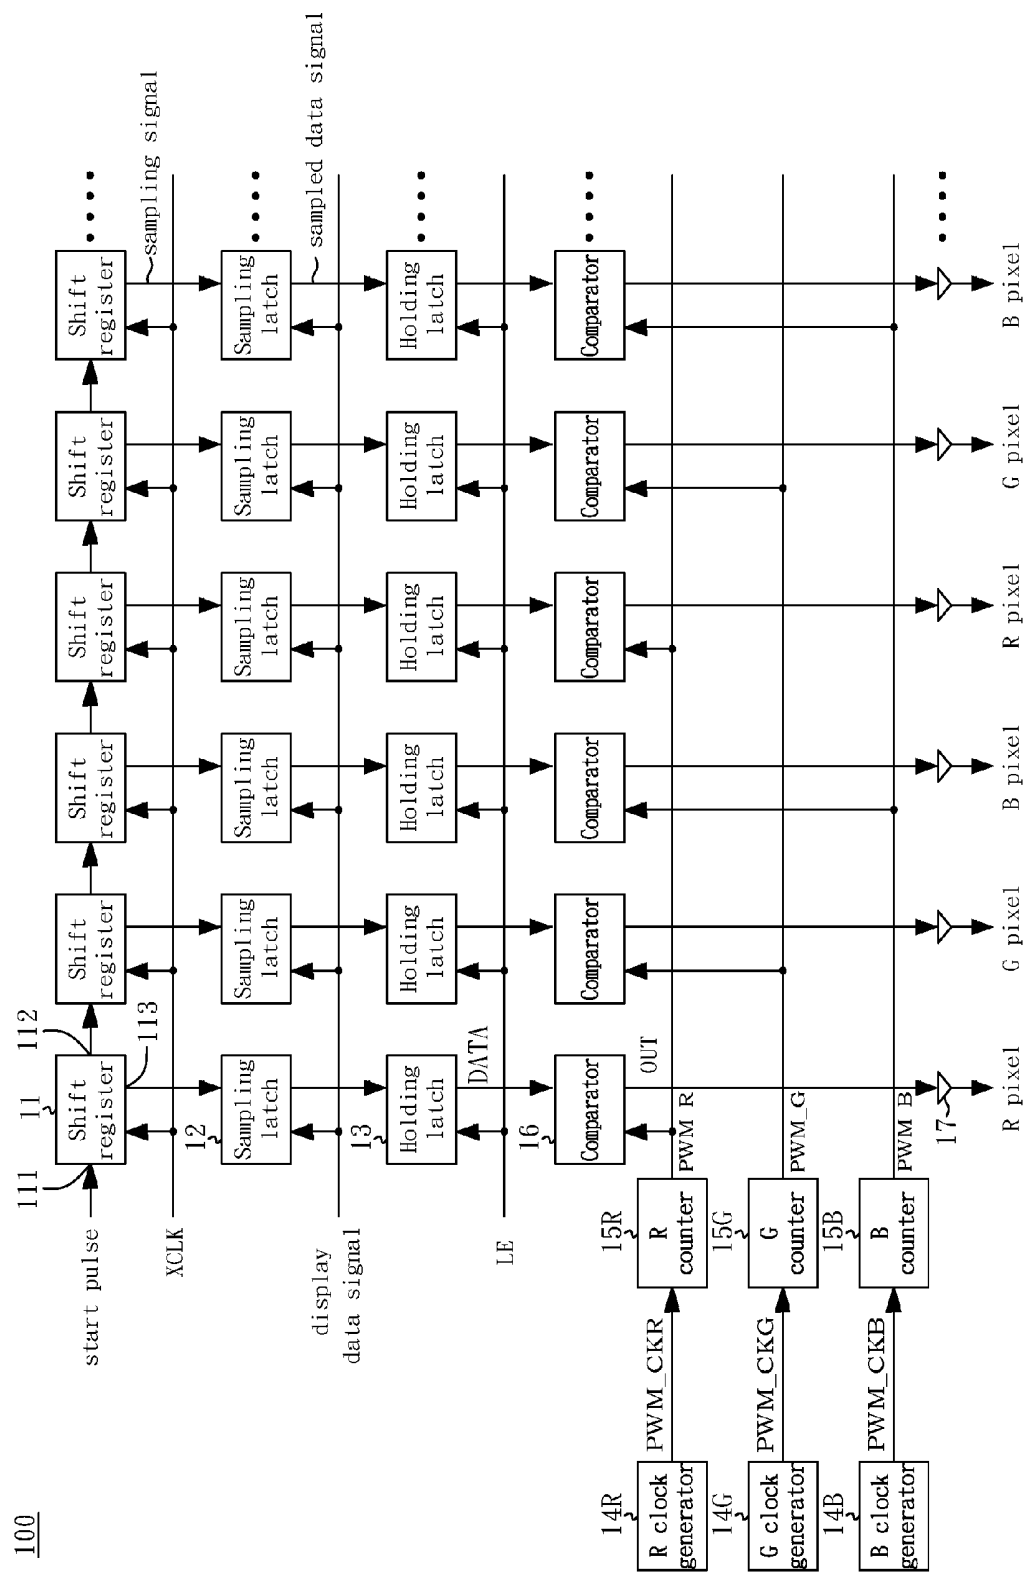 100
start pulse
111
11
112
113
Shift
register
Shift
register
Shift
register
Shift
register
Shift
register
Shift
register
sampling signal
XCLK
12
Sampling
latch
Sampling
latch
Sampling
latch
Sampling
latch
Sampling
latch
Sampling
latch
sampled data signal
display
data signal
13
Holding
latch
Holding
latch
Holding
latch
Holding
latch
Holding
latch
Holding
latch
LE
DATA
16
Comparator
Comparator
Comparator
Comparator
Comparator
Comparator
OUT
14R
R clock
generator
PWM_CKR
15R
R
counter
PWM_R
14G
G clock
generator
PWM_CKG
15G
G
counter
PWM_G
14B
B clock
generator
PWM_CKB
15B
B
counter
PWM_B
17
R pixel
G pixel
B pixel
R pixel
G pixel
B pixel